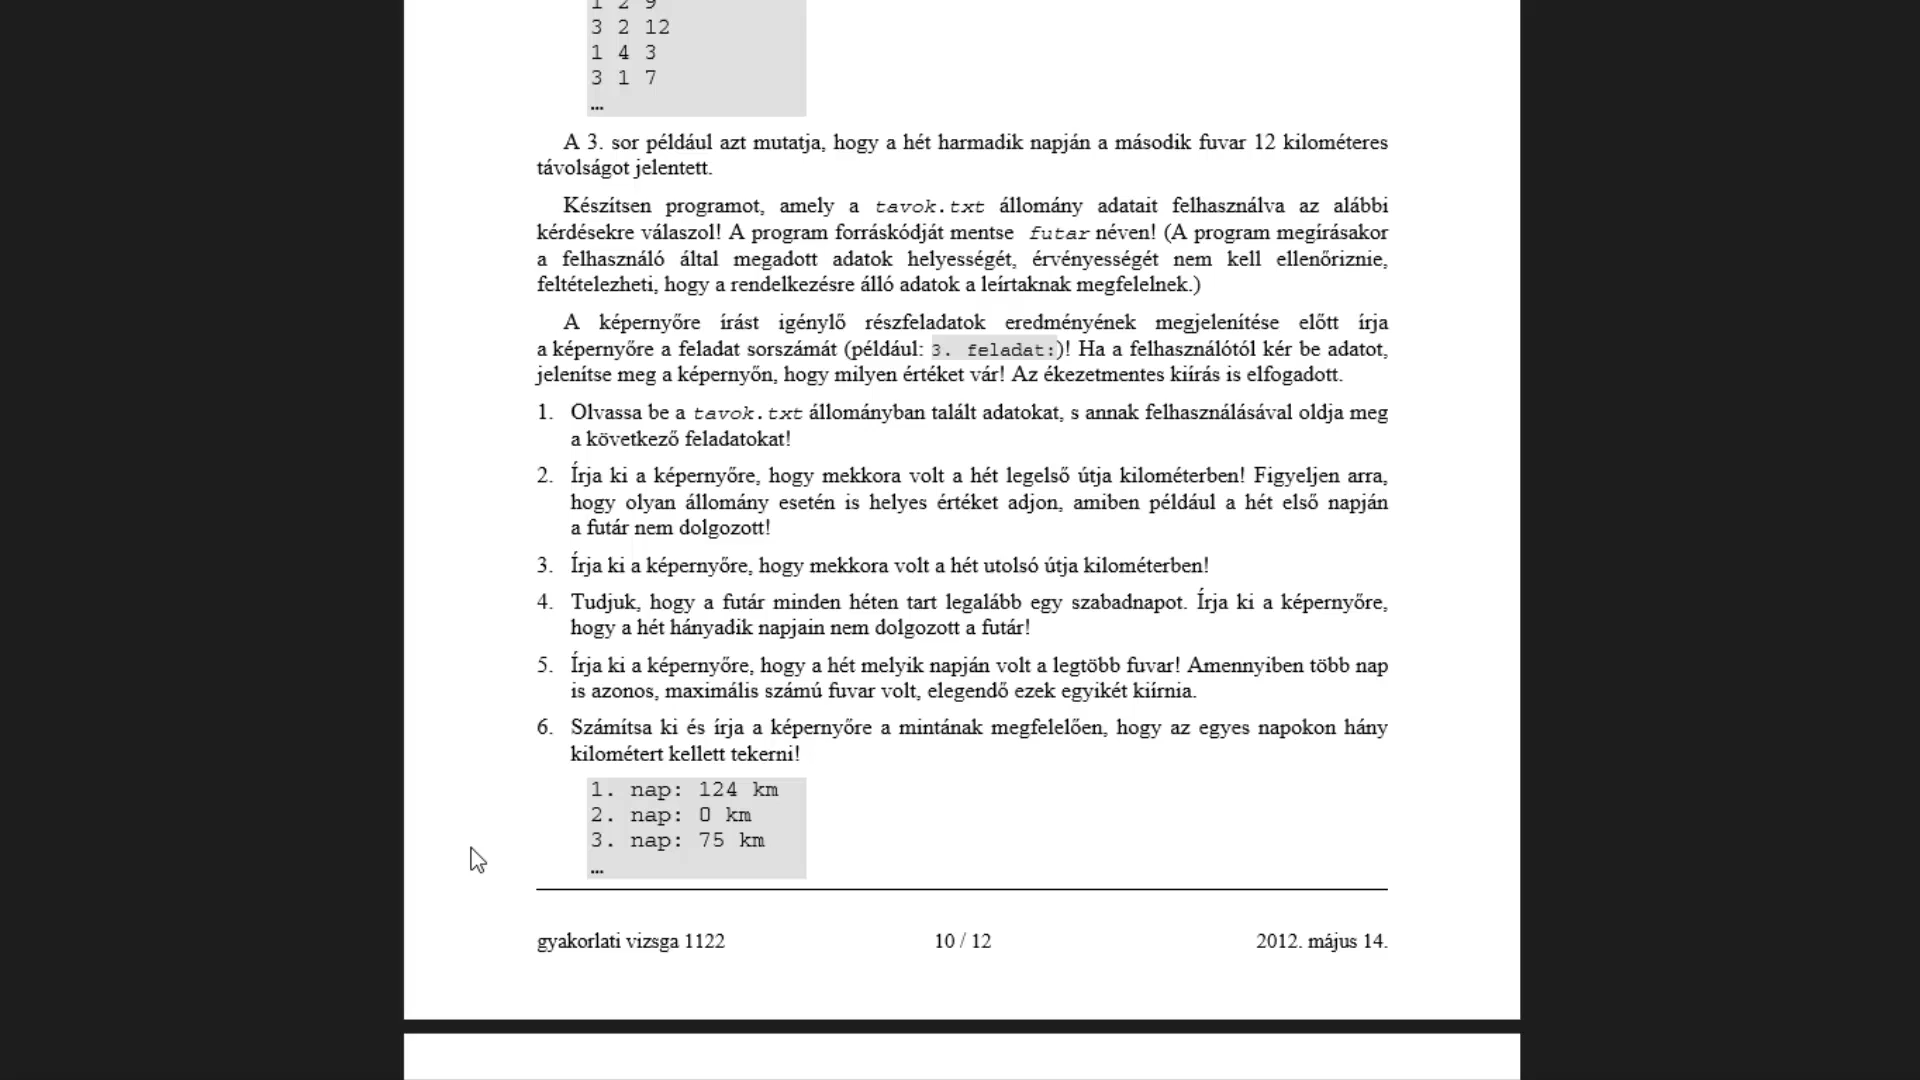 1 2 9
3 2 12
1 4 3
3 1 7
…
A 3. sor például azt mutatja, hogy a hét harmadik napján a második fuvar 12 kilométeres
távolságot jelentett.
Készítsen programot, amely a tavok.txt állomány adatait felhasználva az alábbi
kérdésekre válaszol! A program forráskódját mentse futar néven! (A program megírásakor
a felhasználó által megadott adatok helyességét, érvényességét nem kell ellenőriznie,
feltételezheti, hogy a rendelkezésre álló adatok a leírtaknak megfelelnek.)
A képernyőre írást igénylő részfeladatok eredményének megjelenítése előtt írja
a képernyőre a feladat sorszámát (például: 3. feladat:)! Ha a felhasználótól kér be adatot,
jelenítse meg a képernyőn, hogy milyen értéket vár! Az ékezetmentes kiírás is elfogadott.
1. Olvassa be a tavok.txt állományban talált adatokat, s annak felhasználásával oldja meg
a következő feladatokat!
2. Írja ki a képernyőre, hogy mekkora volt a hét legelső útja kilométerben! Figyeljen arra,
hogy olyan állomány esetén is helyes értéket adjon, amiben például a hét első napján
a futár nem dolgozott!
3. Írja ki a képernyőre, hogy mekkora volt a hét utolsó útja kilométerben!
4. Tudjuk, hogy a futár minden héten tart legalább egy szabadnapot. Írja ki a képernyőre,
hogy a hét hányadik napjain nem dolgozott a futár!
5. Írja ki a képernyőre, hogy a hét melyik napján volt a legtöbb fuvar! Amennyiben több nap
is azonos, maximális számú fuvar volt, elegendő ezek egyikét kiírnia.
6. Számítsa ki és írja a képernyőre a mintának megfelelően, hogy az egyes napokon hány
kilométert kellett tekerni!
1. nap: 124 km
2. nap: 0 km
3. nap: 75 km
…
gyakorlati vizsga 1122 10 / 12 2012. május 14.